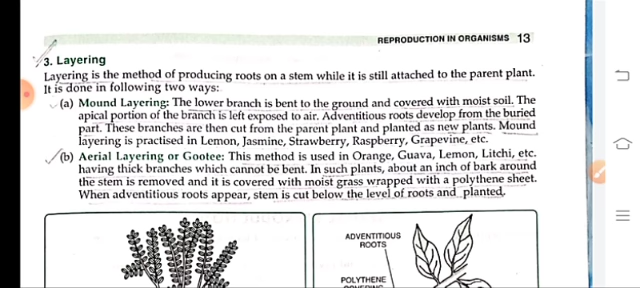 REPRODUCTION IN ORGANISMS 13
3. Layering
Layering is the method of producing roots on a stem while it is still attached to the parent plant.
It is done in following two ways:
(a) Mound Layering: The lower branch is bent to the ground and covered with moist soil. The
apical portion of the branch is left exposed to air. Adventitious roots develop from the buried
part. These branches are then cut from the parent plant and planted as new plants. Mound
layering is practised in Lemon, Jasmine, Strawberry, Raspberry, Grapevine, etc.
(b) Aerial Layering or Gootee: This method is used in Orange, Guava, Lemon, Litchi, etc.
having thick branches which cannot be bent. In such plants, about an inch of bark around
the stem is removed and it is covered with moist grass wrapped with a polythene sheet.
When adventitious roots appear, stem is cut below the level of roots and planted.
ADVENTITIOUS
ROOTS
POLYTHENE